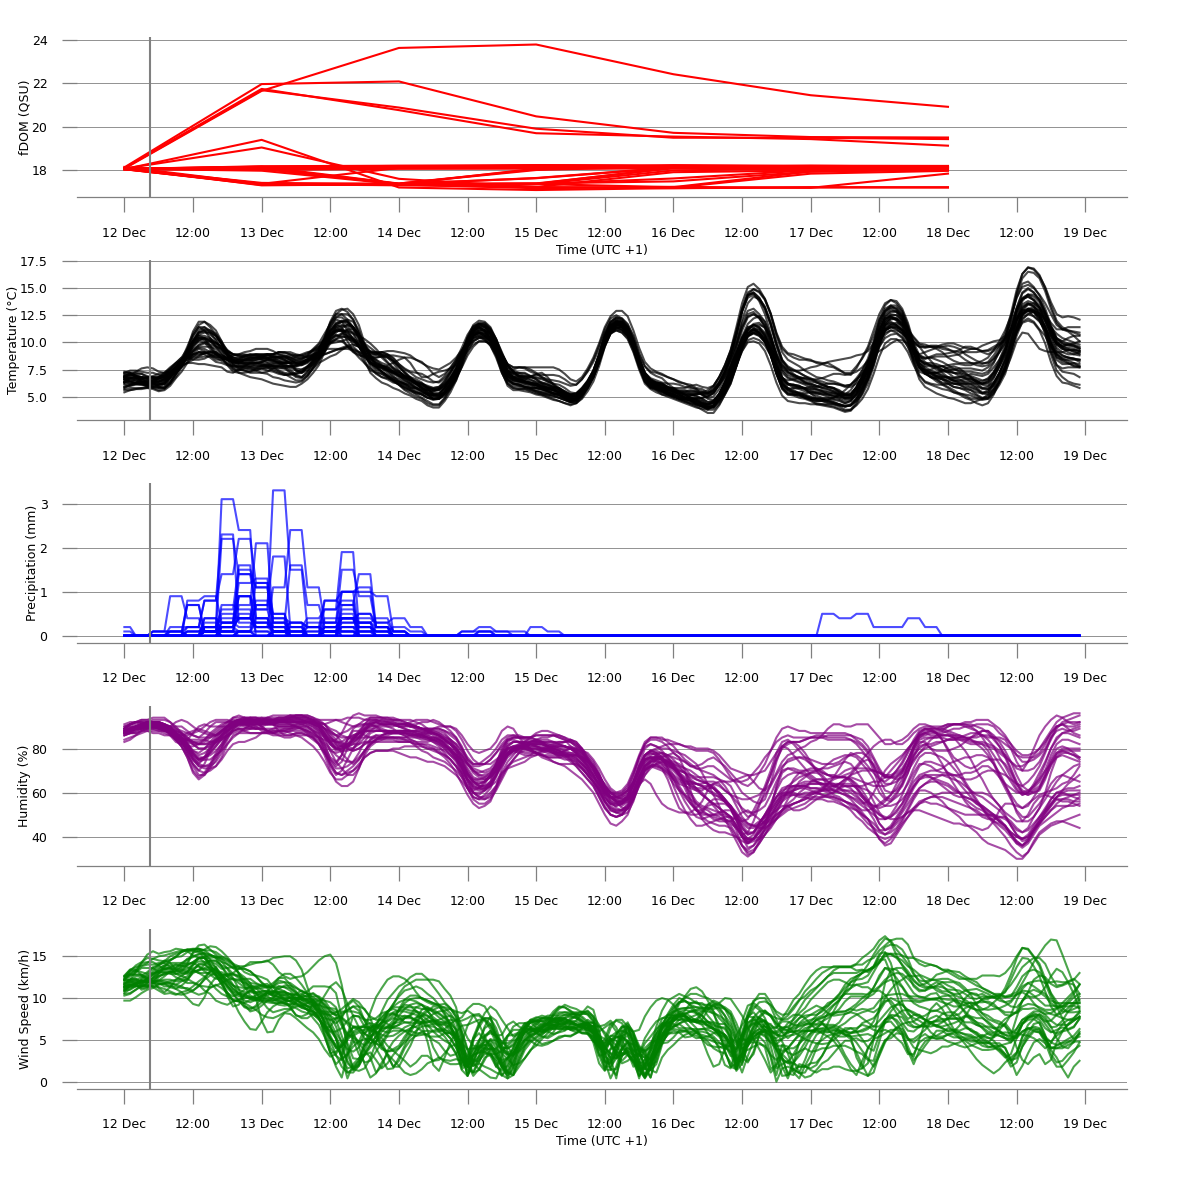 24
22
20
18
fDOM (QSU)
12 Dec 12:00 13 Dec 12:00 14 Dec 12:00 15 Dec 12:00 16 Dec 12:00 17 Dec 12:00 18 Dec 12:00 19 Dec
Time (UTC +1)
17.5
15.0
12.5
10.0
7.5
5.0
Temperature (°C)
12 Dec 12:00 13 Dec 12:00 14 Dec 12:00 15 Dec 12:00 16 Dec 12:00 17 Dec 12:00 18 Dec 12:00 19 Dec
3
2
1
0
Precipitation (mm)
12 Dec 12:00 13 Dec 12:00 14 Dec 12:00 15 Dec 12:00 16 Dec 12:00 17 Dec 12:00 18 Dec 12:00 19 Dec
80
60
40
Humidity (%)
12 Dec 12:00 13 Dec 12:00 14 Dec 12:00 15 Dec 12:00 16 Dec 12:00 17 Dec 12:00 18 Dec 12:00 19 Dec
15
10
5
0
Wind Speed (km/h)
12 Dec 12:00 13 Dec 12:00 14 Dec 12:00 15 Dec 12:00 16 Dec 12:00 17 Dec 12:00 18 Dec 12:00 19 Dec
Time (UTC +1)